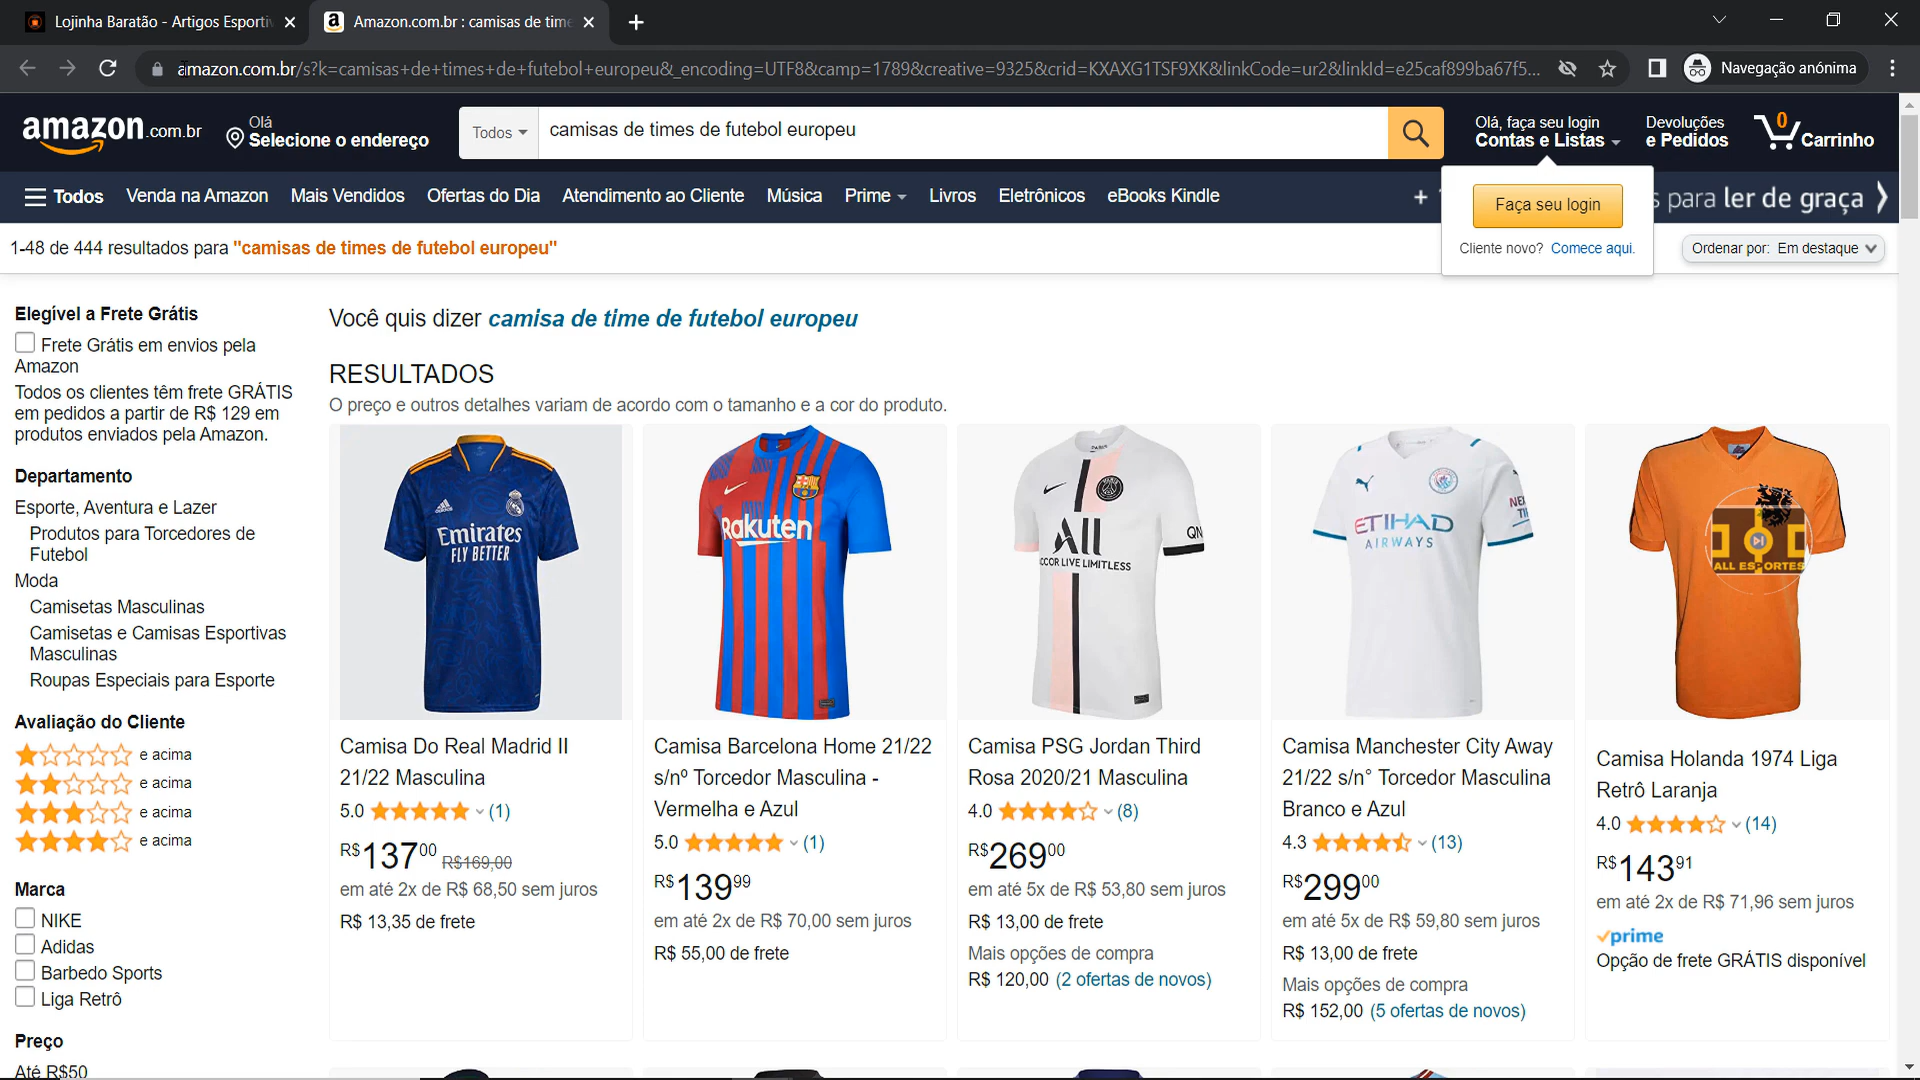 Lojinha Baratão - Artigos Esporti
Amazon.com.br : camisas de time
amazon.com.br/s?k=camisas+de+times+de+futebol+europeu&_encoding=UTF8&camp=1789&creative=9325&crid=KXAXG1TSF9XK&linkCode=ur2&linkId=e25caf899ba67f5...
Navegação anónima
amazon.com.br
Olá
Selecione o endereço
Todos
camisas de times de futebol europeu
Olá, faça seu login
Contas e Listas
Devoluções
e Pedidos
0
Carrinho
Todos
Venda na Amazon
Mais Vendidos
Ofertas do Dia
Atendimento ao Cliente
Música
Prime
Livros
Eletrônicos
eBooks Kindle
s para ler de graça
Faça seu login
Cliente novo? Comece aqui.
1-48 de 444 resultados para "camisas de times de futebol europeu"
Ordenar por: Em destaque
Elegível a Frete Grátis
Frete Grátis em envios pela
Amazon
Todos os clientes têm frete GRÁTIS
em pedidos a partir de R$ 129 em
produtos enviados pela Amazon.
Departamento
Esporte, Aventura e Lazer
Produtos para Torcedores de
Futebol
Moda
Camisetas Masculinas
Camisetas e Camisas Esportivas
Masculinas
Roupas Especiais para Esporte
Avaliação do Cliente
e acima
e acima
e acima
e acima
Marca
NIKE
Adidas
Barbedo Sports
Liga Retrô
Preço
Até R$50
Você quis dizer camisa de time de futebol europeu
RESULTADOS
O preço e outros detalhes variam de acordo com o tamanho e a cor do produto.
adidas
Emirates
FLY BETTER
Camisa Do Real Madrid II
21/22 Masculina
5.0 (1)
R$137,00 R$169,00
em até 2x de R$ 68,50 sem juros
R$ 13,35 de frete
Rakuten
Camisa Barcelona Home 21/22
s/nº Torcedor Masculina -
Vermelha e Azul
5.0 (1)
R$13999
em até 2x de R$ 70,00 sem juros
R$ 55,00 de frete
PARIS
All
CCOR LIVE LIMITLESS
QN
Camisa PSG Jordan Third
Rosa 2020/21 Masculina
4.0 (8)
R$26900
em até 5x de R$ 53,80 sem juros
R$ 13,00 de frete
Mais opções de compra
R$ 120,00 (2 ofertas de novos)
ETIHAD
AIRWAYS
NEX
TI
Camisa Manchester City Away
21/22 s/n° Torcedor Masculina
Branco e Azul
4.3 (13)
R$29900
em até 5x de R$ 59,80 sem juros
R$ 13,00 de frete
Mais opções de compra
R$ 152,00 (5 ofertas de novos)
ALL ESPORTES
Camisa Holanda 1974 Liga
Retrô Laranja
4.0 (14)
R$14391
em até 2x de R$ 71,96 sem juros
prime
Opção de frete GRÁTIS disponível